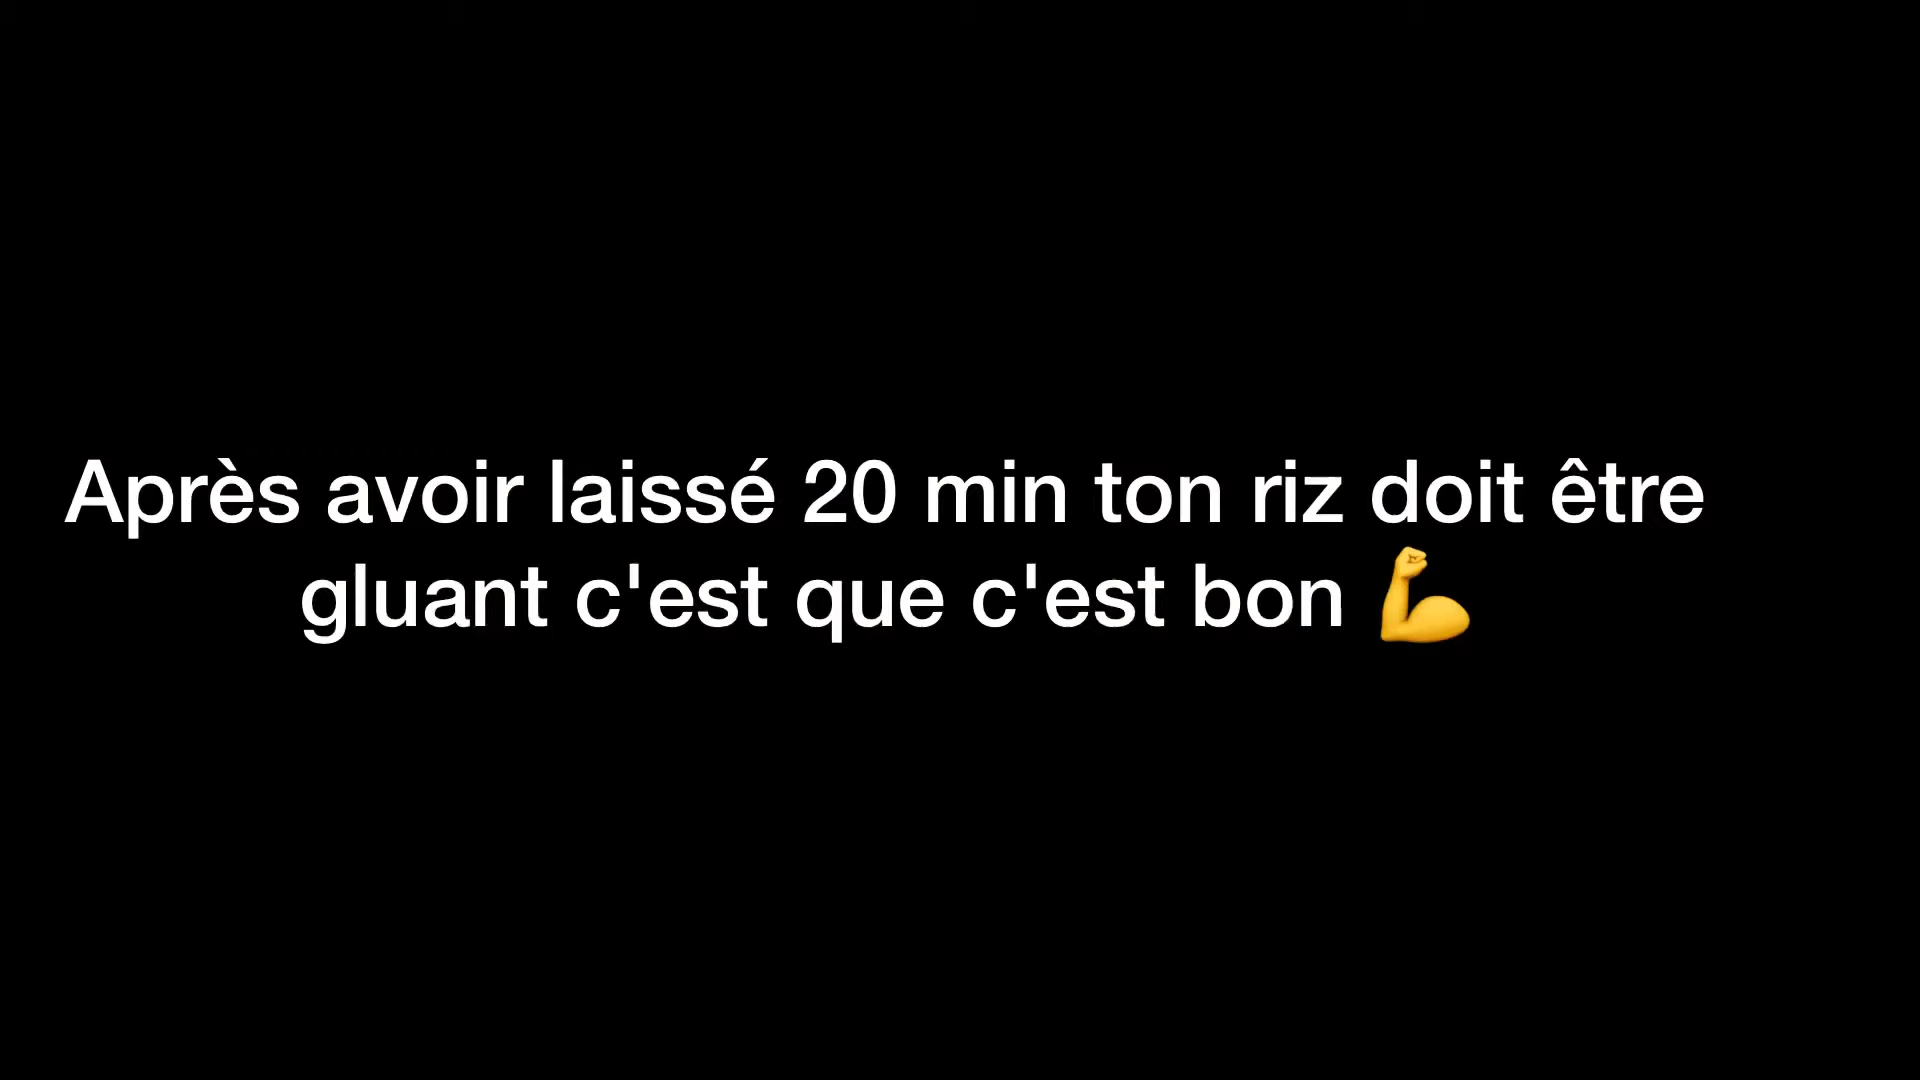 Après avoir laissé 20 min ton riz doit être
gluant c'est que c'est bon 💪